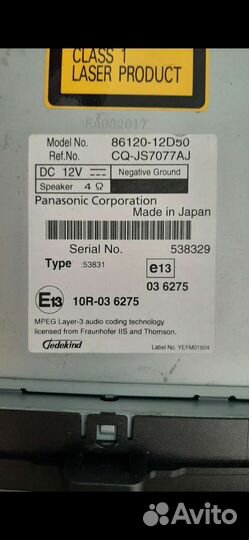 CLASS 1
LASER PRODUCT
FA002017
Model No. 86120-12D50
Ref.No. CQ-JS7077AJ
DC 12V Negative Ground
Speaker 4 Ω
Panasonic Corporation
Made in Japan
Serial No. 538329
Type :53831
e13
03 6275
E13 10R-03 6275
MPEG Layer-3 audio coding technology
licensed from Fraunhofer IIS and Thomson.
Jedekind
Label No. YEFM01804
Avito